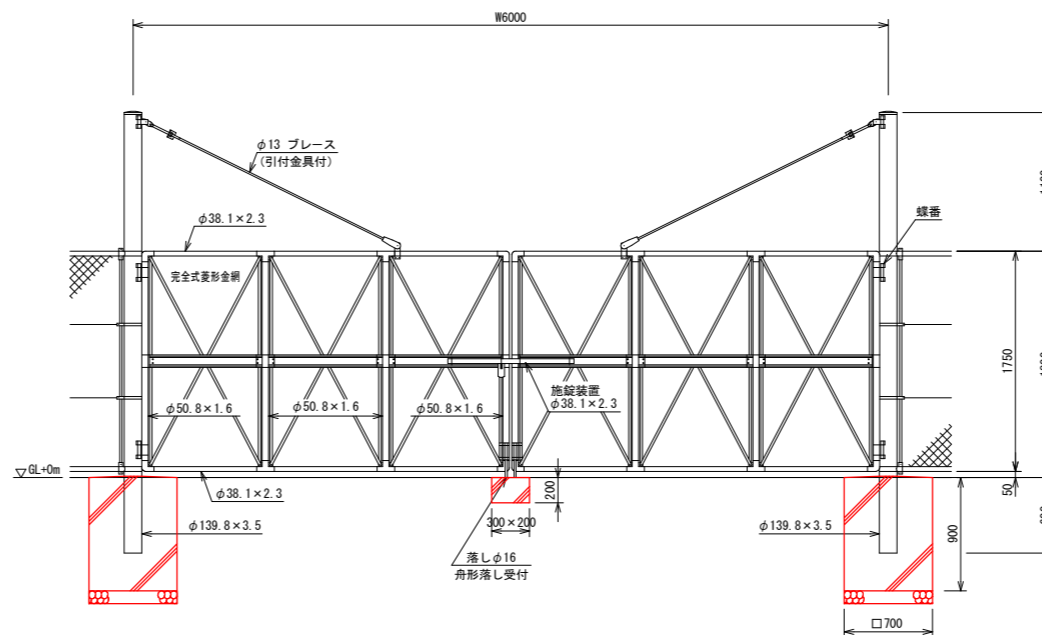 W6000
φ13 ブレース
(引付金具付)
φ38.1×2.3
蝶番
完全式菱形金網
1750
施錠装置
φ38.1×2.3
φ50.8×1.6
φ50.8×1.6
φ50.8×1.6
GL+0m
φ38.1×2.3
200
50
300×200
φ139.8×3.5
φ139.8×3.5
900
落しφ16
舟形落し受付
□700